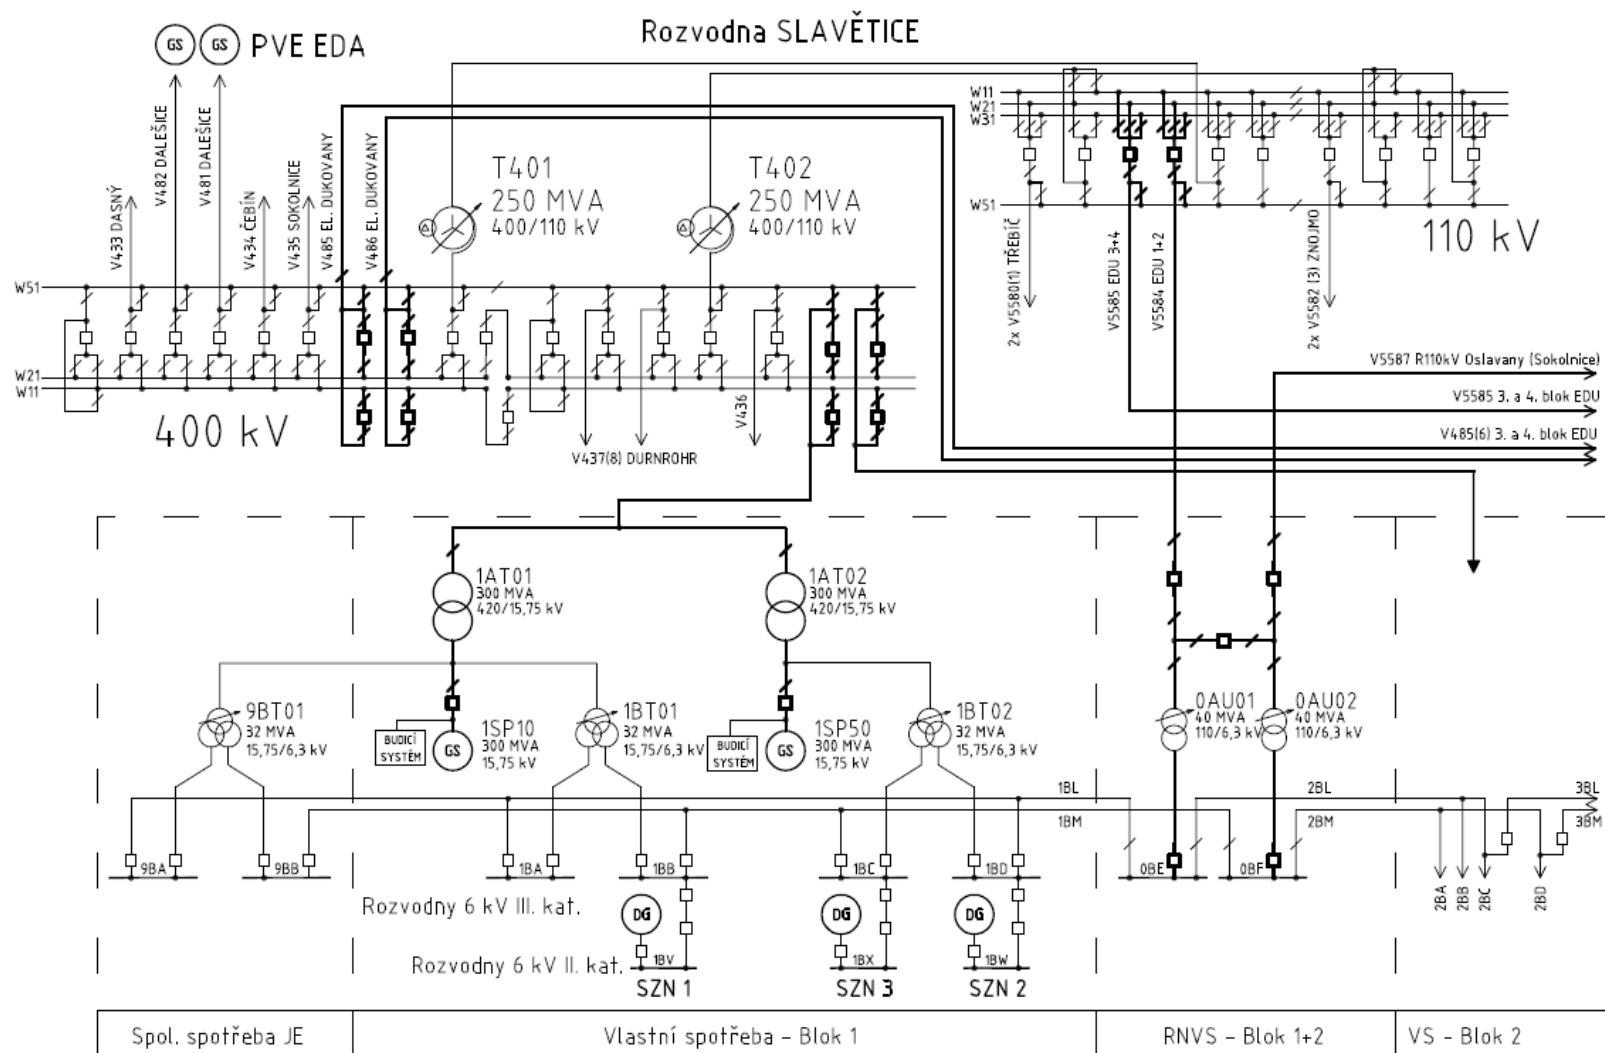 Rozvodna SLAVĚTICE
GS
GS
PVE EDA
V433 DASNÝ
V482 DALEŠICE
V481 DALEŠICE
V434 ČEBÍN
V435 SOKOLNICE
V485 EL. DUKOVANY
V486 EL. DUKOVANY
T401
250 MVA
400/110 kV
T402
250 MVA
400/110 kV
W11
W21
W31
W51
110 kV
2x V5580(1) TŘEBÍČ
V5585 EDU 3+4
V5584 EDU 1+2
2x V5582 (3) ZNOJMO
W51
W21
W11
400 kV
V437(8) DURNROHR
V436
V5587 R110kV Oslavany (Sokolnice)
V5585 3. a 4. blok EDU
V485(6) 3. a 4. blok EDU
1AT01
300 MVA
420/15,75 kV
1AT02
300 MVA
420/15,75 kV
9BT01
32 MVA
15,75/6,3 kV
BUDICÍ
SYSTÉM
GS
1SP10
300 MVA
15,75 kV
1BT01
32 MVA
15,75/6,3 kV
BUDICÍ
SYSTÉM
GS
1SP50
300 MVA
15,75 kV
1BT02
32 MVA
15,75/6,3 kV
0AU01
40 MVA
110/6,3 kV
0AU02
40 MVA
110/6,3 kV
1BL
1BM
2BL
2BM
3BL
3BM
9BA
9BB
1BA
1BB
1BC
1BD
0BE
0BF
2BA
2BB
2BC
2BD
Rozvodny 6 kV III. kat.
DG
DG
DG
Rozvodny 6 kV II. kat.
1BV
1BX
1BW
SZN 1
SZN 3
SZN 2
Spol. spotřeba JE
Vlastní spotřeba - Blok 1
RNVS - Blok 1+2
VS - Blok 2